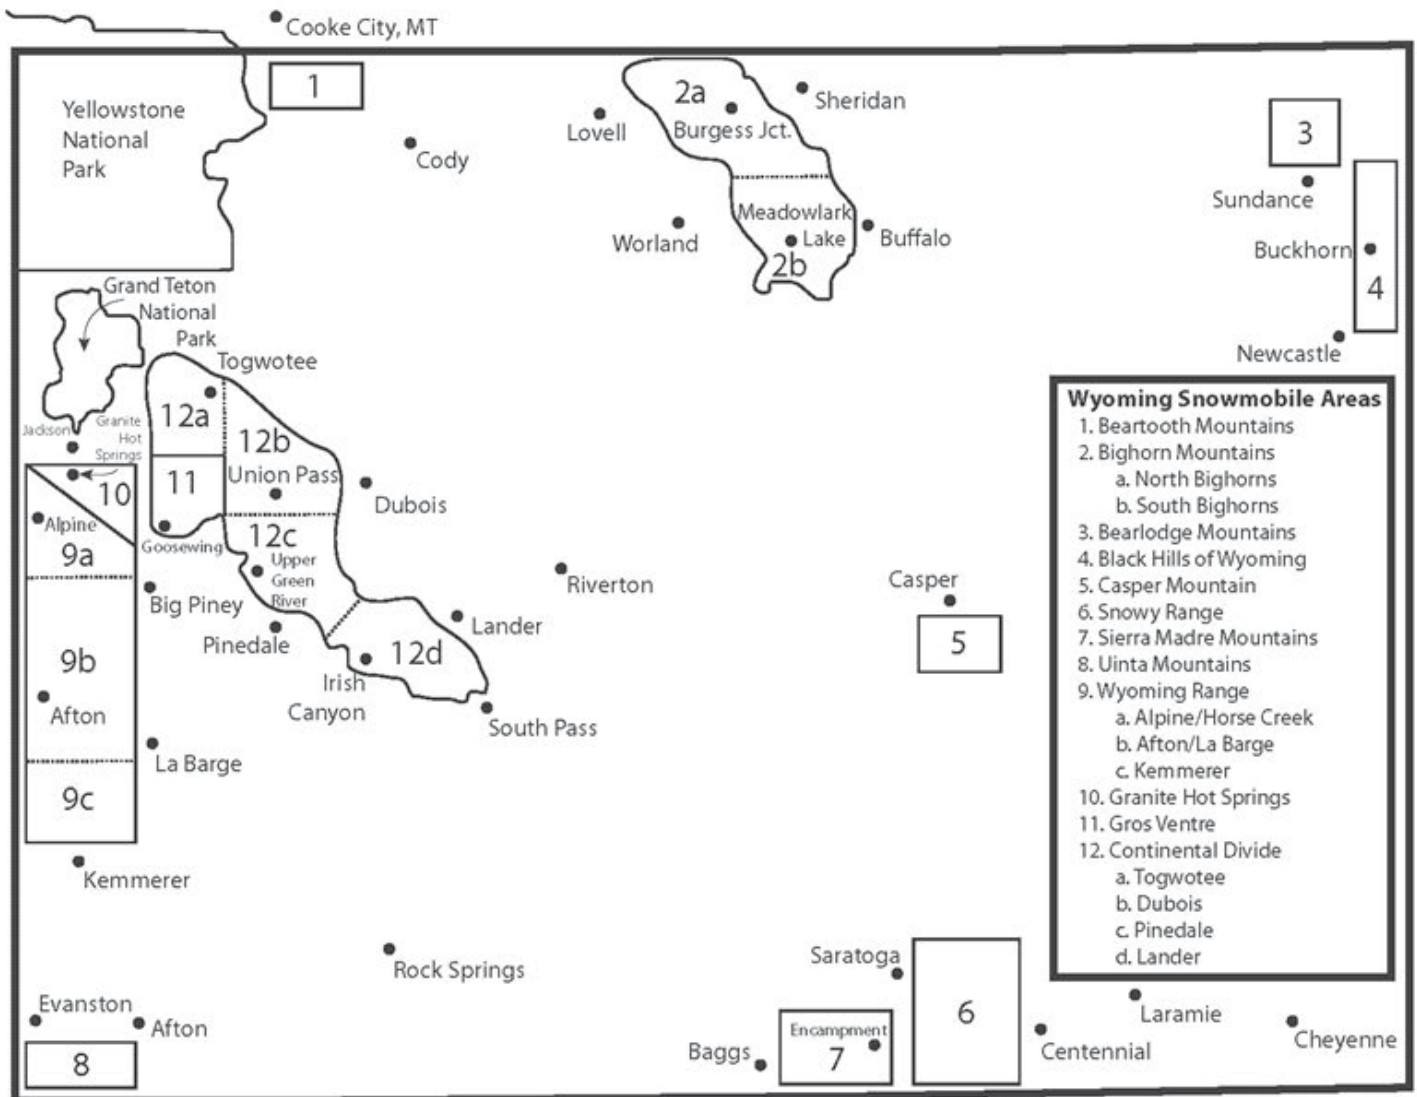 Cooke City, MT
1
Yellowstone
National
Park
2a
Burgess Jct.
Sheridan
Lovell
Cody
3
Sundance
Meadowlark
Lake
2b
Worland
Buffalo
Buckhorn
4
Newcastle
Grand Teton
National
Park
Togwotee
12a
12b
Jackson
Granite
Hot
Springs
10
11
Union Pass
Dubois
Alpine
9a
Goosewing
12c
Upper
Green
River
Big Piney
Pinedale
Riverton
Casper
5
Lander
12d
Irish
Canyon
South Pass
9b
Afton
La Barge
9c
Kemmerer
Rock Springs
Evanston
Afton
8
Saratoga
6
Encampment
7
Baggs
Centennial
Laramie
Cheyenne
Wyoming Snowmobile Areas
1. Beartooth Mountains
2. Bighorn Mountains
a. North Bighorns
b. South Bighorns
3. Bearlodge Mountains
4. Black Hills of Wyoming
5. Casper Mountain
6. Snowy Range
7. Sierra Madre Mountains
8. Uinta Mountains
9. Wyoming Range
a. Alpine/Horse Creek
b. Afton/La Barge
c. Kemmerer
10. Granite Hot Springs
11. Gros Ventre
12. Continental Divide
a. Togwotee
b. Dubois
c. Pinedale
d. Lander